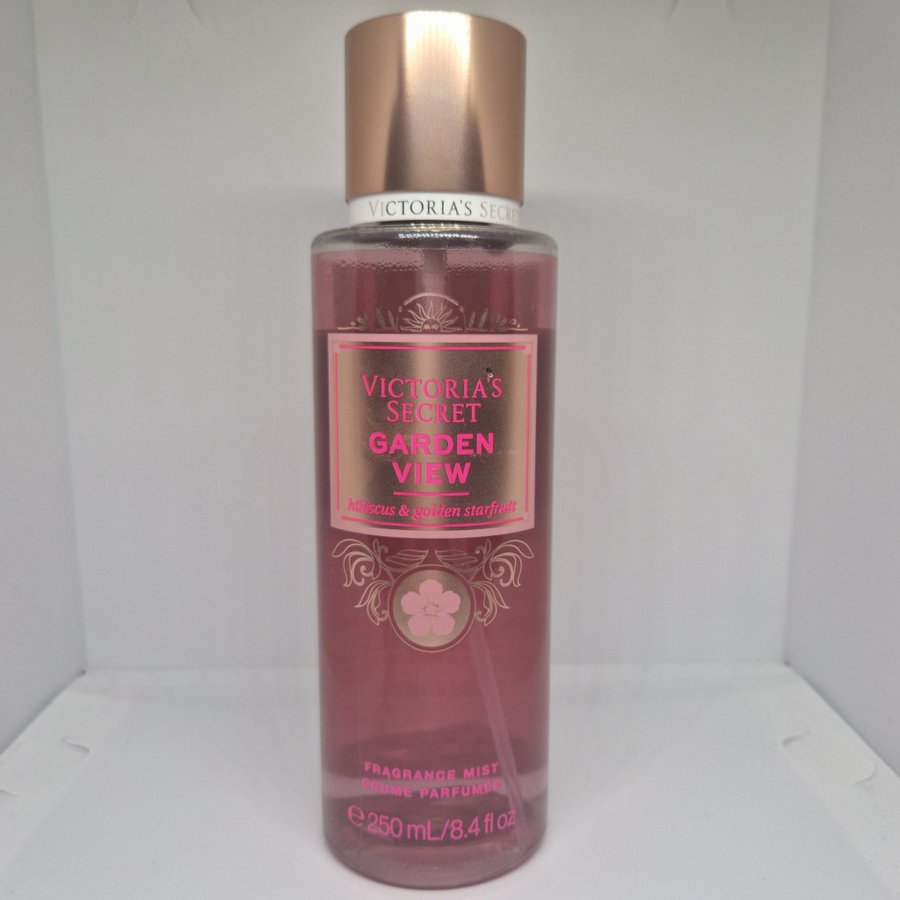 VICTORIA'S SECRET
VICTORIA'S
SECRET
GARDEN
VIEW
hibiscus & golden starfruit
FRAGRANCE MIST
BRUME PARFUMÉE
℮ 250 mL/8.4 fl oz